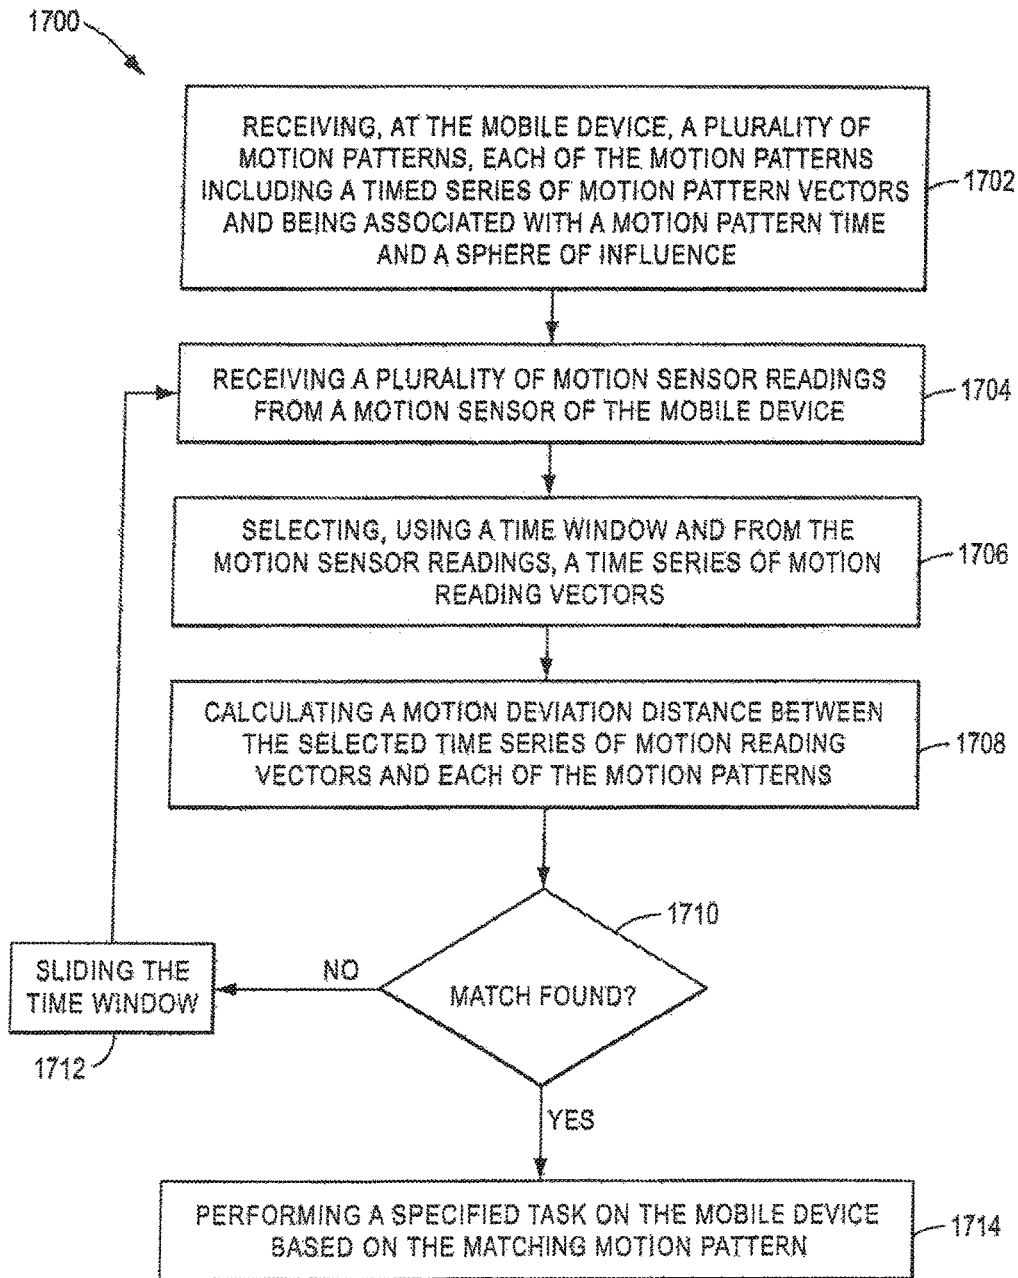 1700
RECEIVING, AT THE MOBILE DEVICE, A PLURALITY OF
MOTION PATTERNS, EACH OF THE MOTION PATTERNS
INCLUDING A TIMED SERIES OF MOTION PATTERN VECTORS
AND BEING ASSOCIATED WITH A MOTION PATTERN TIME
AND A SPHERE OF INFLUENCE
1702
RECEIVING A PLURALITY OF MOTION SENSOR READINGS
FROM A MOTION SENSOR OF THE MOBILE DEVICE
1704
SELECTING, USING A TIME WINDOW AND FROM THE
MOTION SENSOR READINGS, A TIME SERIES OF MOTION
READING VECTORS
1706
CALCULATING A MOTION DEVIATION DISTANCE BETWEEN
THE SELECTED TIME SERIES OF MOTION READING
VECTORS AND EACH OF THE MOTION PATTERNS
1708
1710
MATCH FOUND?
NO
SLIDING THE
TIME WINDOW
1712
YES
PERFORMING A SPECIFIED TASK ON THE MOBILE DEVICE
BASED ON THE MATCHING MOTION PATTERN
1714